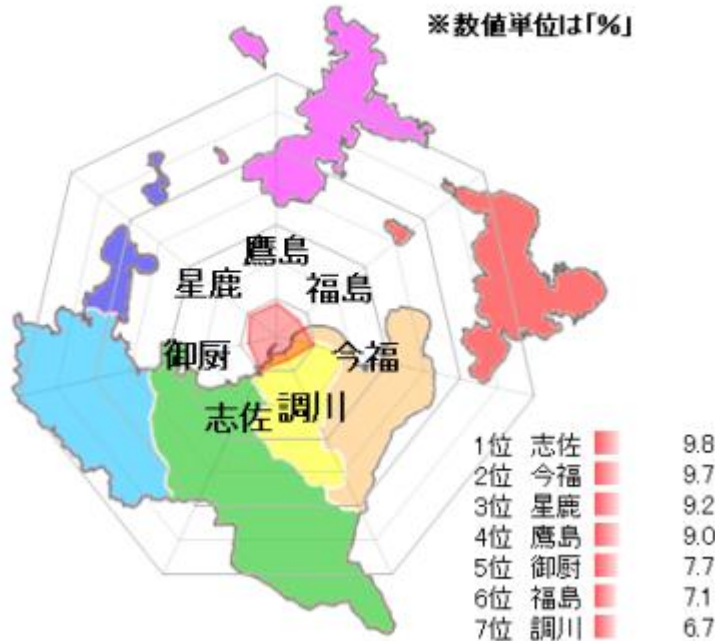 ※数値単位は「%」
鷹島
星鹿
福島
御厨
今福
志佐
調川
1位 志佐 9.8
2位 今福 9.7
3位 星鹿 9.2
4位 鷹島 9.0
5位 御厨 7.7
6位 福島 7.1
7位 調川 6.7